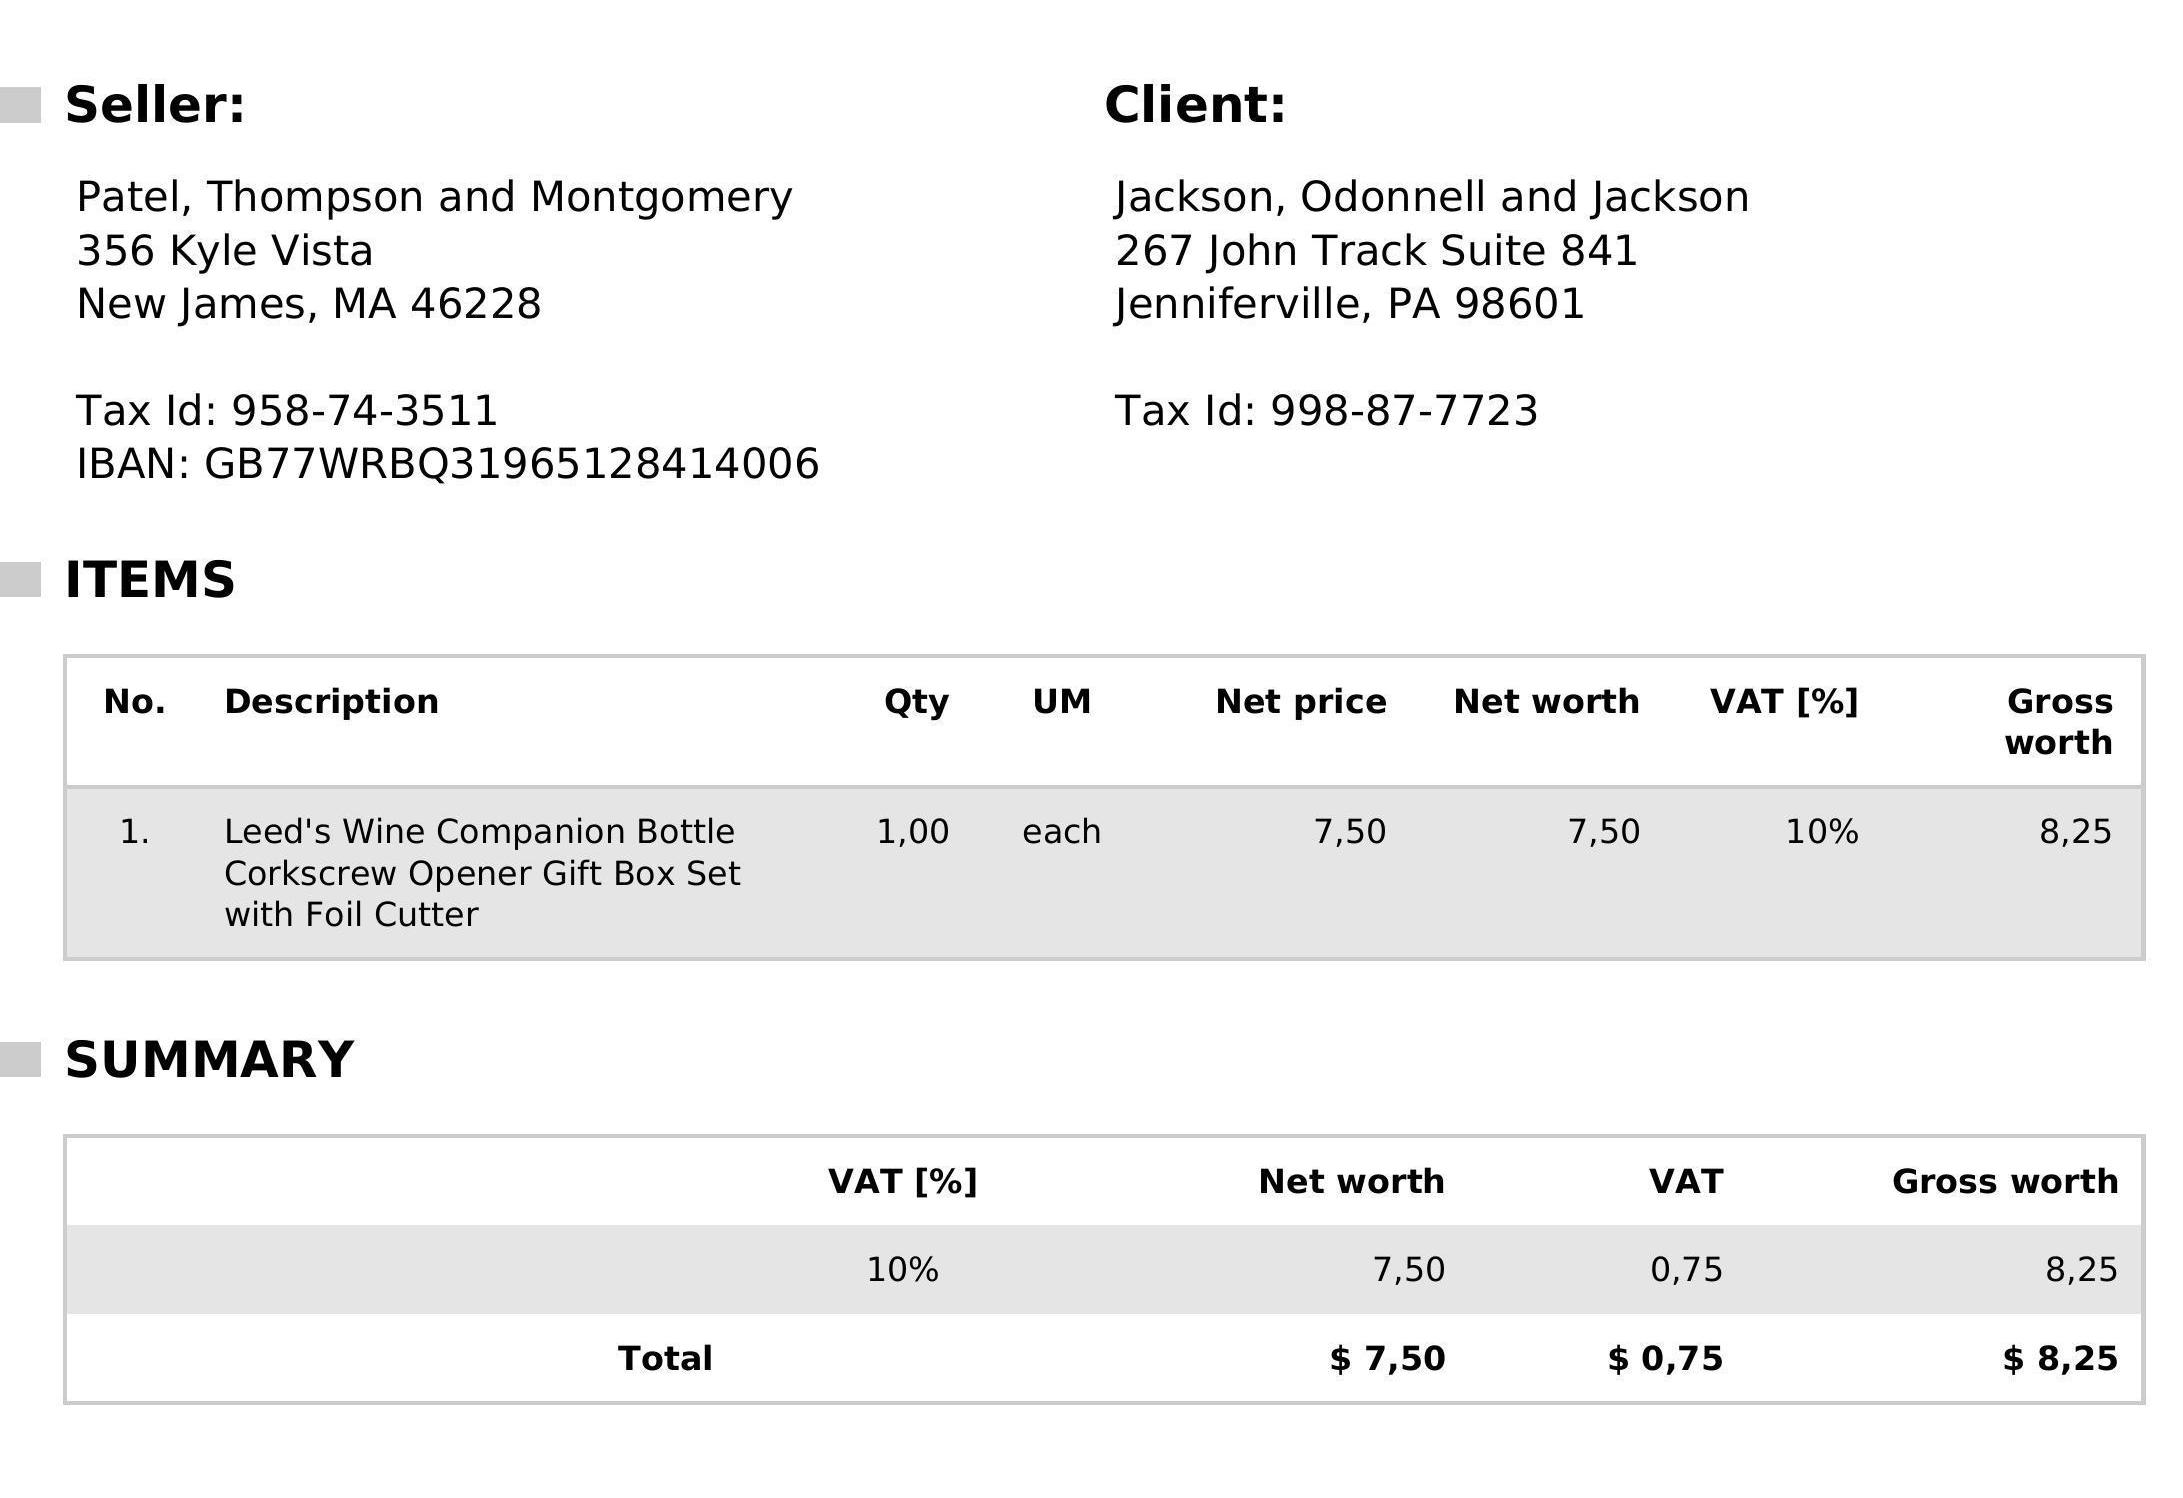 Seller:
Patel, Thompson and Montgomery
356 Kyle Vista
New James, MA 46228
Tax Id: 958-74-3511
IBAN: GB77WRBQ31965128414006
Client:
Jackson, Odonnell and Jackson
267 John Track Suite 841
Jenniferville, PA 98601
Tax Id: 998-87-7723
ITEMS
No. Description Qty UM Net price Net worth VAT [%] Gross
worth
1. Leed's Wine Companion Bottle 1,00 each 7,50 7,50 10% 8,25
Corkscrew Opener Gift Box Set
with Foil Cutter
SUMMARY
VAT [%] Net worth VAT Gross worth
10% 7,50 0,75 8,25
Total $ 7,50 $ 0,75 $ 8,25